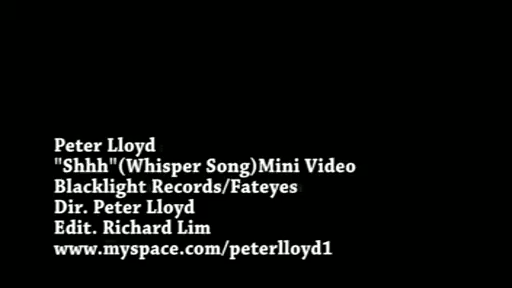 Peter Lloyd
"Shhh"(Whisper Song)Mini Video
Blacklight Records/Fateyes
Dir. Peter Lloyd
Edit. Richard Lim
www.myspace.com/peterlloyd1